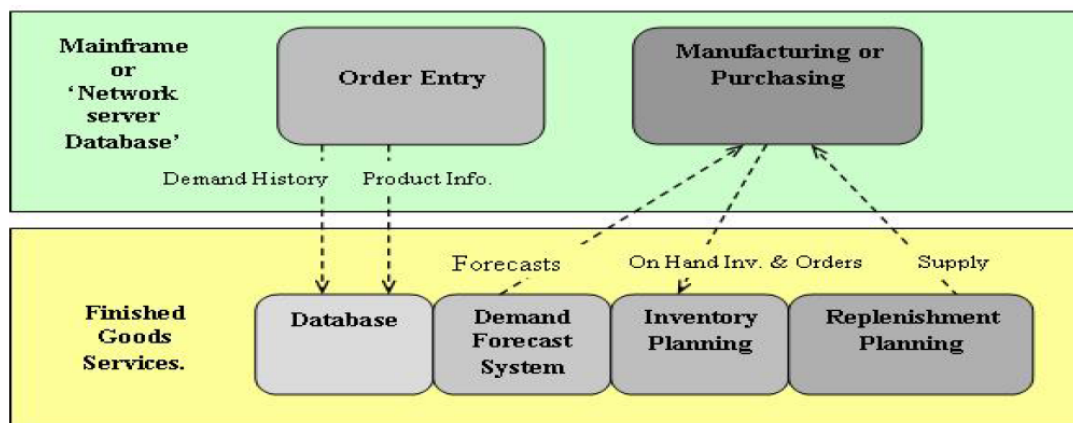 Mainframe
or
‘Network
server
Database’
Order Entry
Manufacturing or
Purchasing
Demand History
Product Info.
Forecasts
On Hand Inv. & Orders
Supply
Finished
Goods
Services.
Database
Demand
Forecast
System
Inventory
Planning
Replenishment
Planning